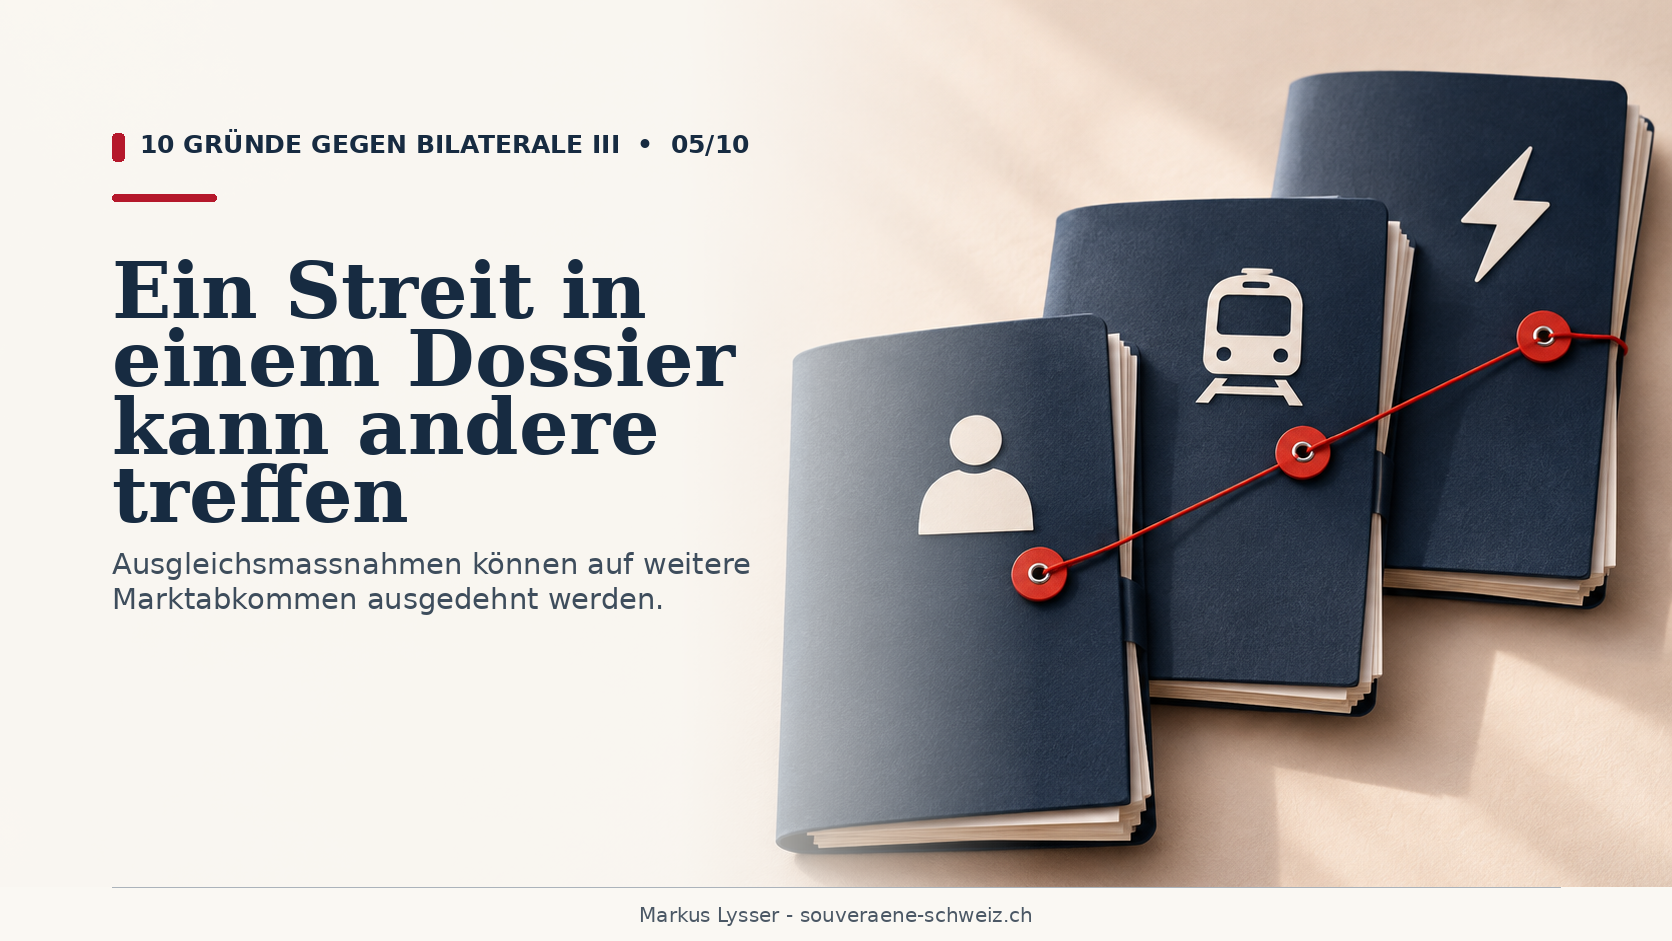 10 GRÜNDE GEGEN BILATERALE III • 05/10
Ein Streit in
einem Dossier
kann andere
treffen
Ausgleichsmassnahmen können auf weitere
Marktabkommen ausgedehnt werden.
Markus Lysser - souveraene-schweiz.ch